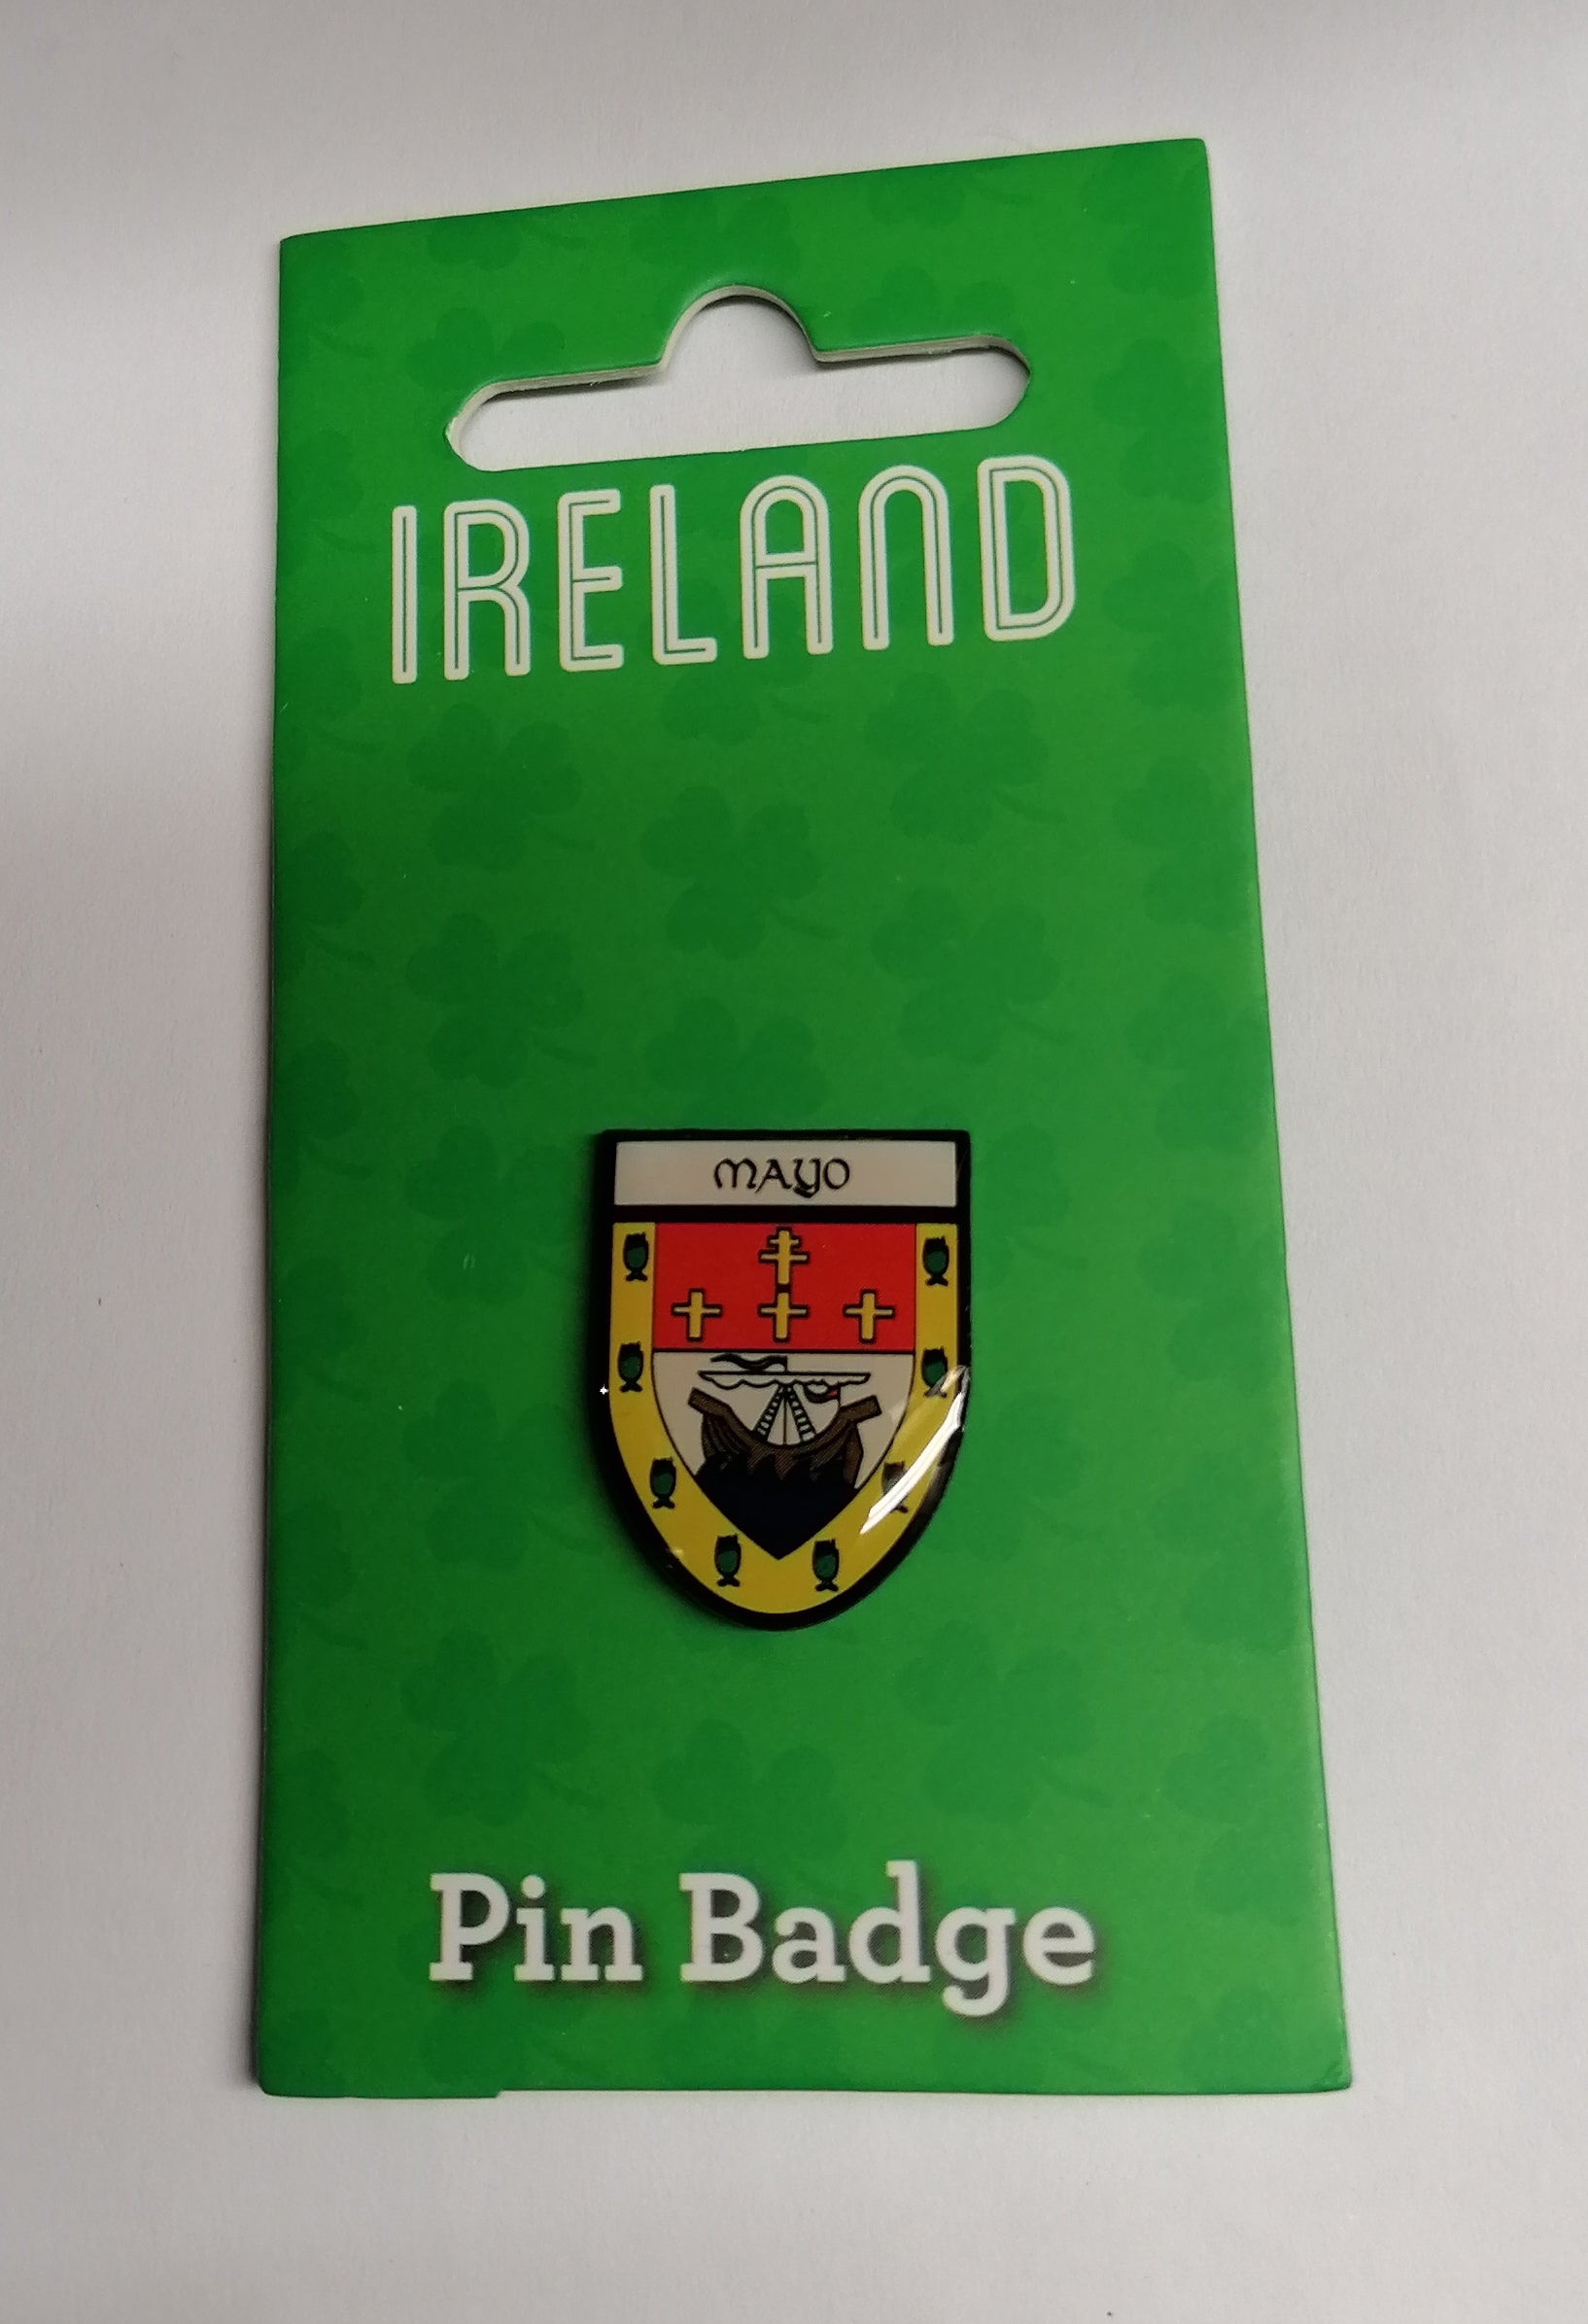 IRELAND
MAYO
Pin Badge